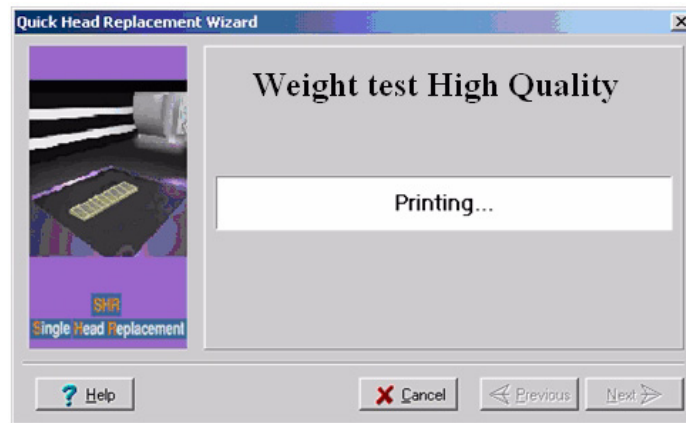 Quick Head Replacement Wizard
Weight test High Quality
Printing...
SHR
Single Head Replacement
? Help
Cancel
Previous
Next